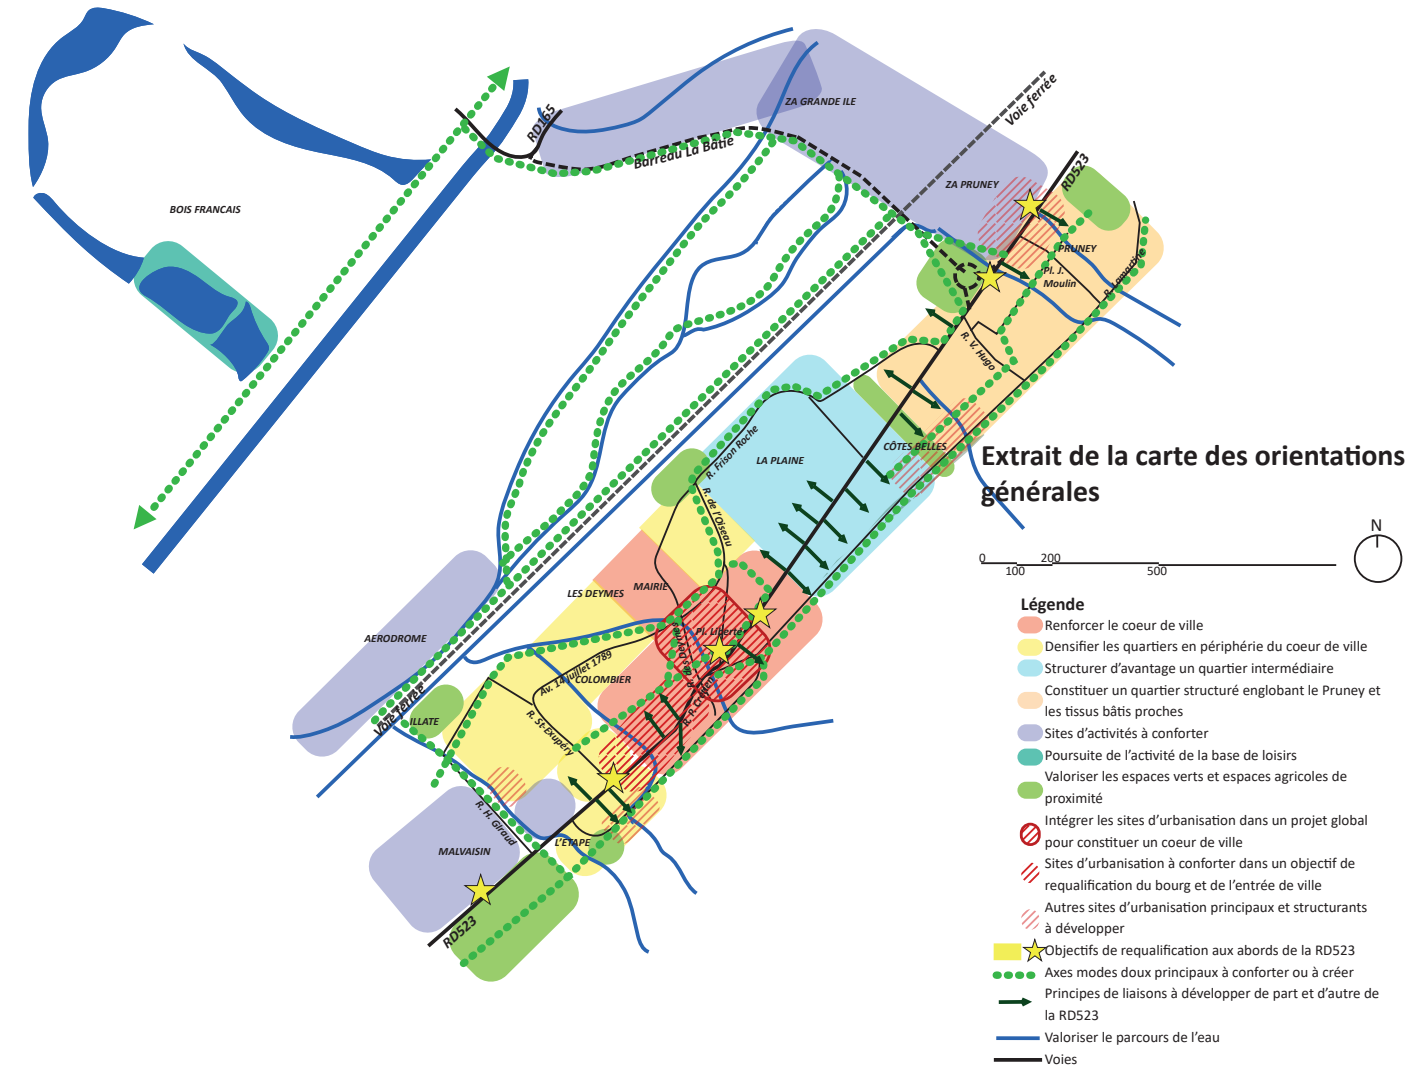 ZA GRANDE ILE
Voie ferrée
RD165
Barreau La Bâtie
RD523
ZA PRUNEY
BOIS FRANCAIS
PRUNEY
Pl. J.
Moulin
R. Lamartine
R. V. Hugo
CÔTES BELLES
R. Frison Roche
LA PLAINE
R. de l'Oiseau
Extrait de la carte des orientations
générales
N
0
200
100
500
LES DEYMES
MAIRIE
Pl. Liberté
AERODROME
Av. 14 juillet 1789
COLOMBIER
R. des Deymes
Voie ferrée
ILLATE
R. St-Exupéry
R. H. Giraud
L'ETAPE
MALVAISIN
RD523
Légende
Renforcer le coeur de ville
Densifier les quartiers en périphérie du coeur de ville
Structurer d'avantage un quartier intermédiaire
Constituer un quartier structuré englobant le Pruney et
les tissus bâtis proches
Sites d'activités à conforter
Poursuite de l'activité de la base de loisirs
Valoriser les espaces verts et espaces agricoles de
proximité
Intégrer les sites d'urbanisation dans un projet global
pour constituer un coeur de ville
Sites d'urbanisation à conforter dans un objectif de
requalification du bourg et de l'entrée de ville
Autres sites d'urbanisation principaux et structurants
à développer
Objectifs de requalification aux abords de la RD523
Axes modes doux principaux à conforter ou à créer
Principes de liaisons à développer de part et d'autre de
la RD523
Valoriser le parcours de l'eau
Voies